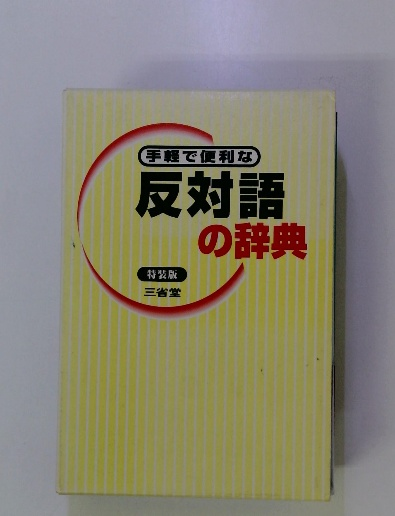 手軽で便利な
反対語
の辞典
特装版
三省堂